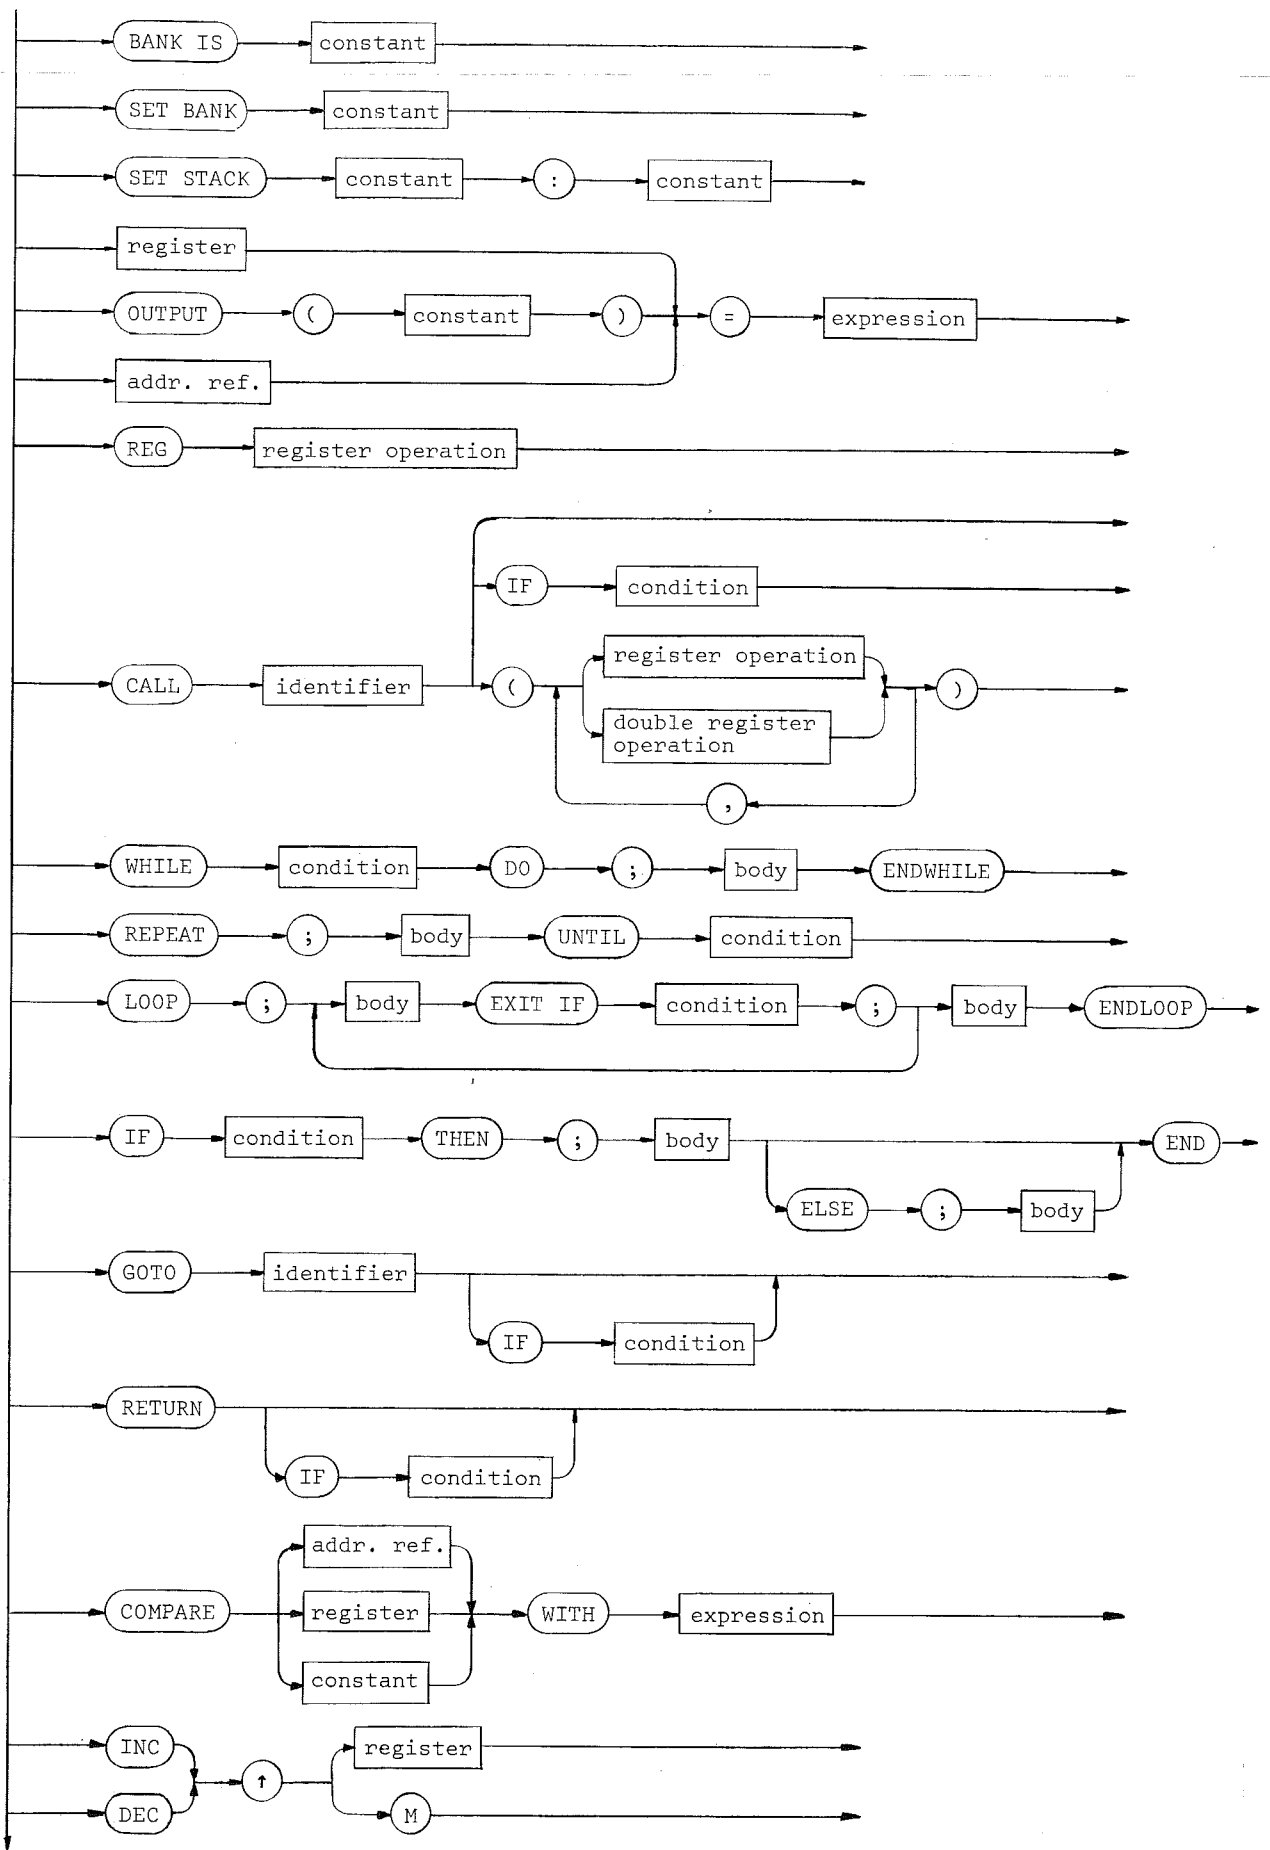 BANK IS constant
SET BANK constant
SET STACK constant : constant
register
OUTPUT ( constant ) = expression
addr. ref.
REG register operation
IF condition
register operation
CALL identifier ( )
double register
operation
,
WHILE condition DO ; body ENDWHILE
REPEAT ; body UNTIL condition
LOOP ; body EXIT IF condition ; body ENDLOOP
IF condition THEN ; body END
ELSE ; body
GOTO identifier
IF condition
RETURN
IF condition
addr. ref.
COMPARE register WITH expression
constant
INC register
↑
DEC M